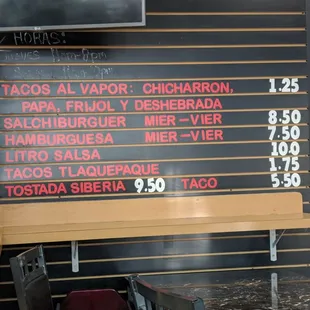 HORAS:
TACOS AL VAPOR: CHICHARRON, 1.25
PAPA, FRIJOL Y DESHEBRADA
SALCHIBURGUER MIER-VIER 8.50
HAMBURGUESA MIER-VIER 7.50
LITRO SALSA 10.0
TACOS TLAQUEPAQUE 1.75
TOSTADA SIBERIA 9.50 TACO 5.50